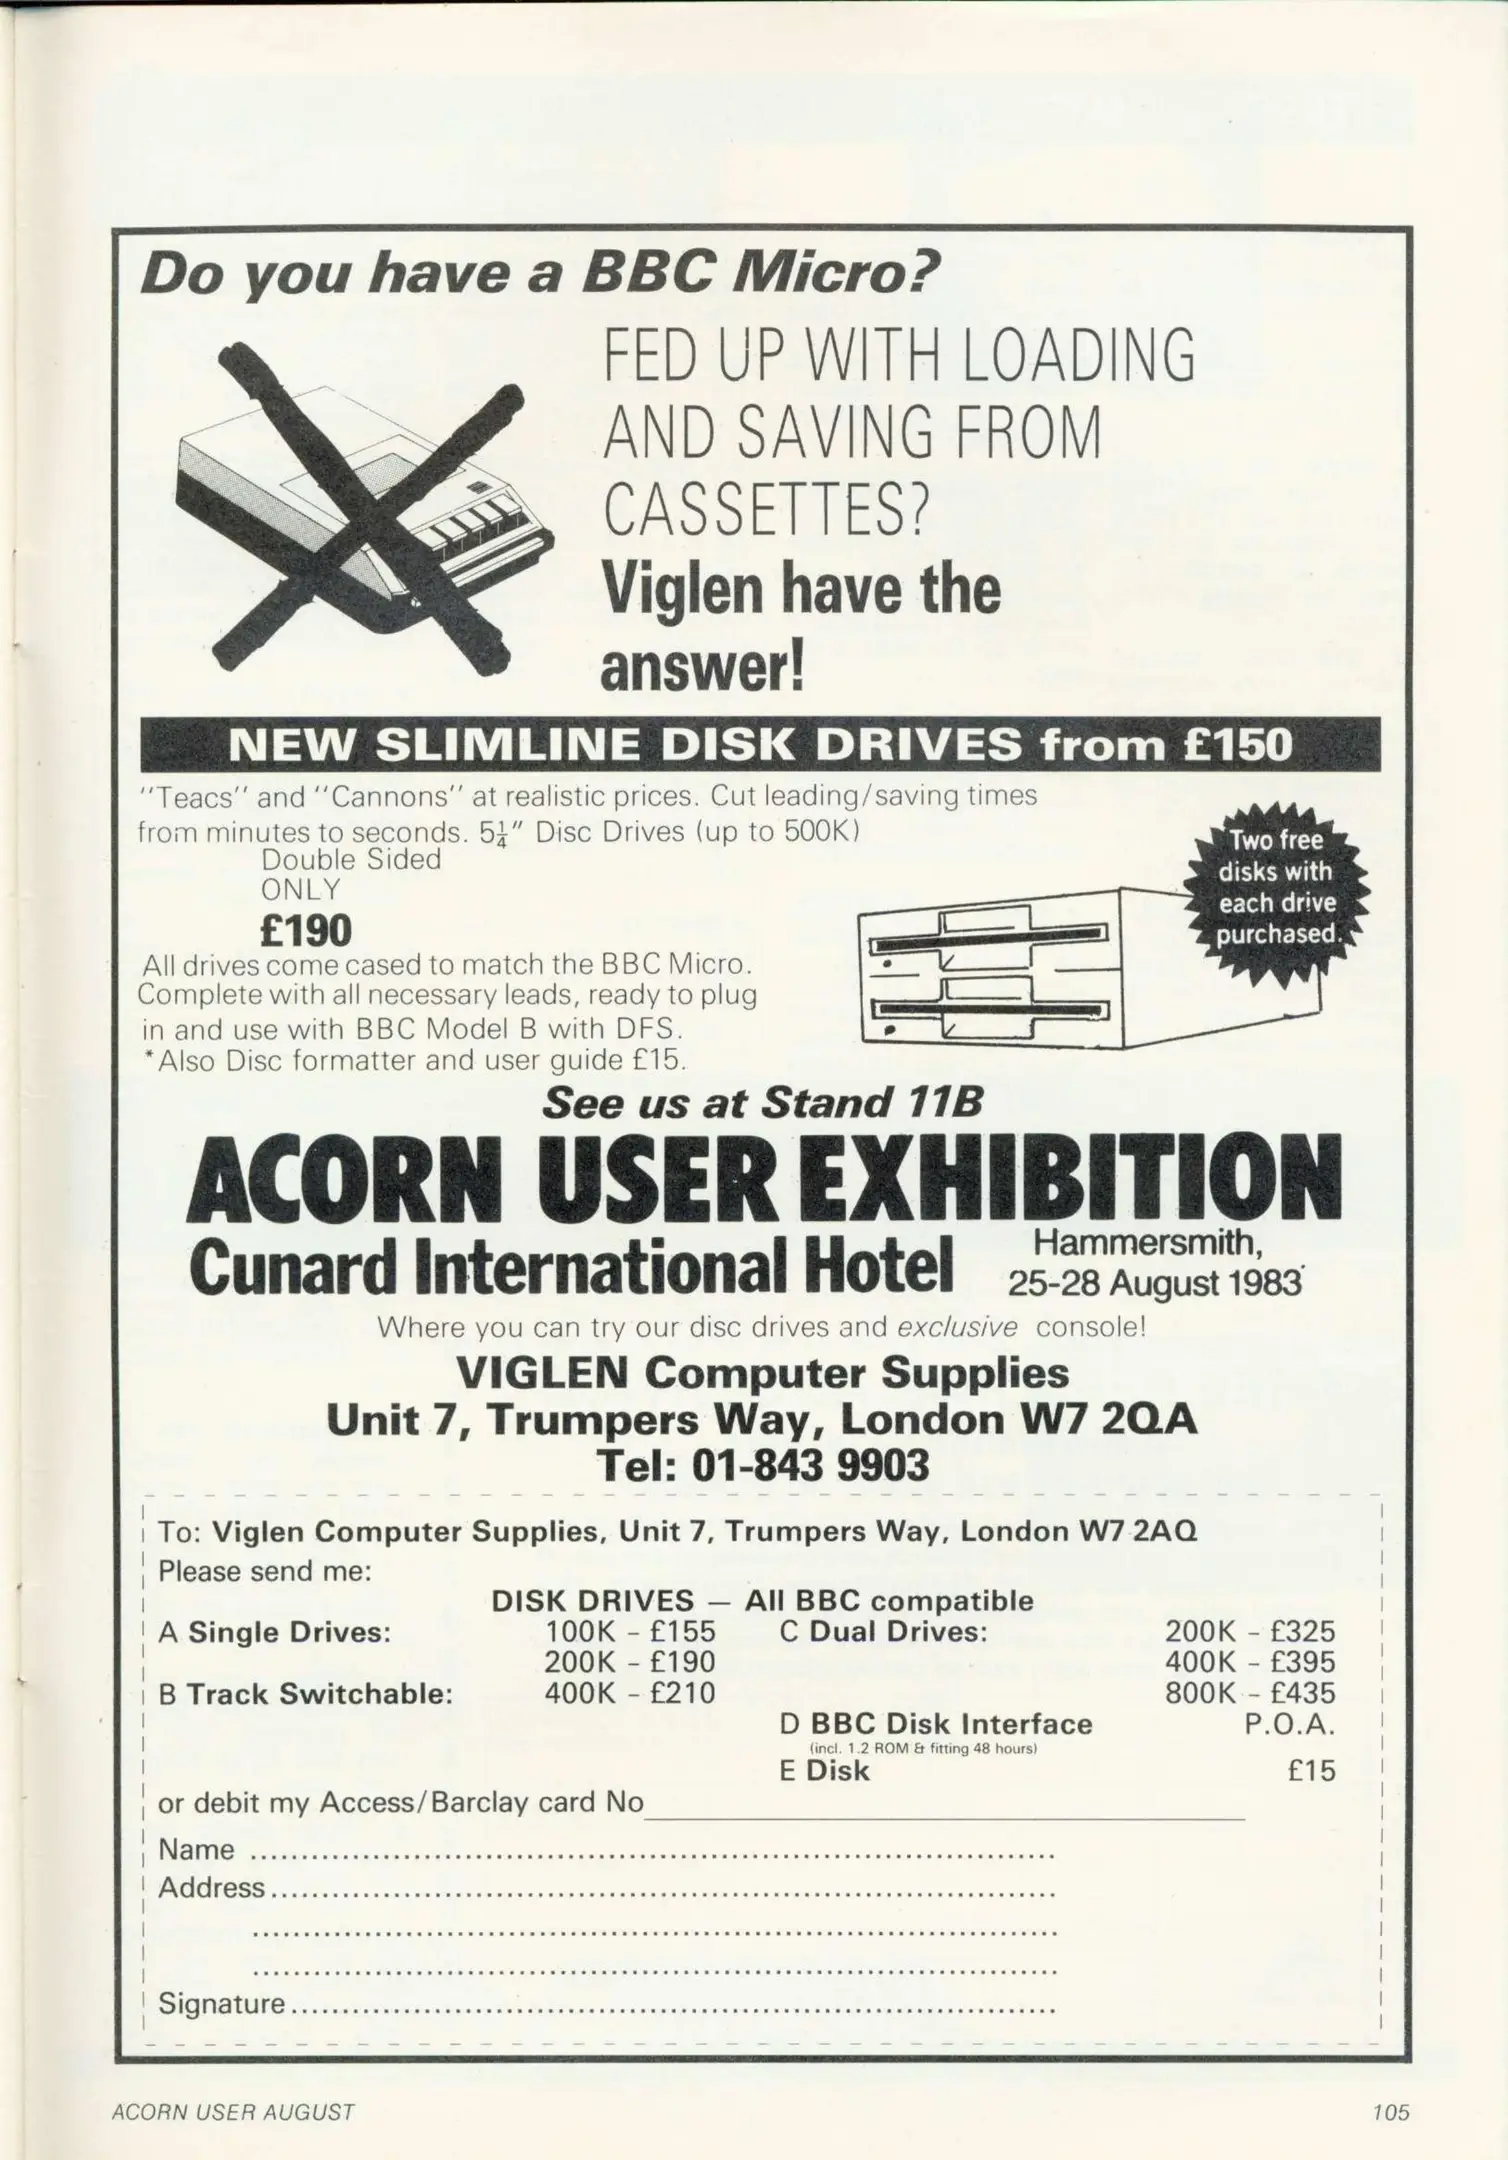 Do you have a BBC Micro?
FED UP WITH LOADING
AND SAVING FROM
CASSETTES?
Viglen have the
answer!
NEW SLIMLINE DISK DRIVES from £150
"Teacs" and "Cannons" at realistic prices. Cut leading/saving times
from minutes to seconds. 5¼" Disc Drives (up to 500K)
Double Sided
ONLY
£190
All drives come cased to match the BBC Micro.
Complete with all necessary leads, ready to plug
in and use with BBC Model B with DFS.
*Also Disc formatter and user guide £15.
Two free
disks with
each drive
purchased.
See us at Stand 11B
ACORN USER EXHIBITION
Cunard International Hotel
Hammersmith,
25-28 August 1983
Where you can try our disc drives and exclusive console!
VIGLEN Computer Supplies
Unit 7, Trumpers Way, London W7 2QA
Tel: 01-843 9903
To: Viglen Computer Supplies, Unit 7, Trumpers Way, London W7 2AQ
Please send me:
DISK DRIVES — All BBC compatible
A Single Drives: 100K - £155 C Dual Drives: 200K - £325
200K - £190 400K - £395
B Track Switchable: 400K - £210 800K - £435
D BBC Disk Interface P.O.A.
(incl. 1.2 ROM & fitting 48 hours)
E Disk £15
or debit my Access/Barclay card No
Name
Address
Signature
ACORN USER AUGUST 105